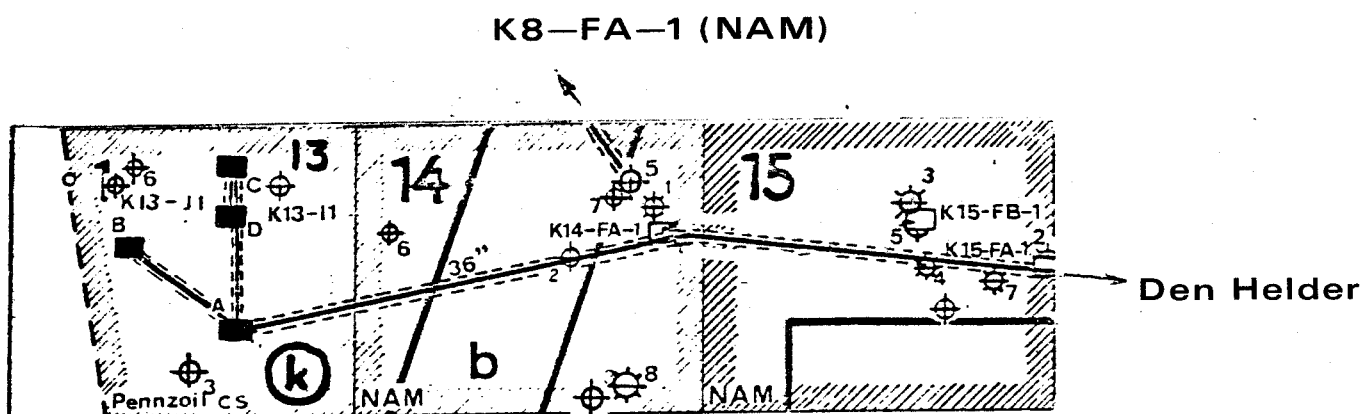 K8—FA—1 (NAM)
13
14
15
6
1
C
K13-J1
K13-I1
B
D
5
7
1
3
K14-FA-1
K15-FB-1
6
5
36"
2
K15-FA-1
2
4
7
Den Helder
A
3
k
b
8
Pennzoil CS
NAM
NAM